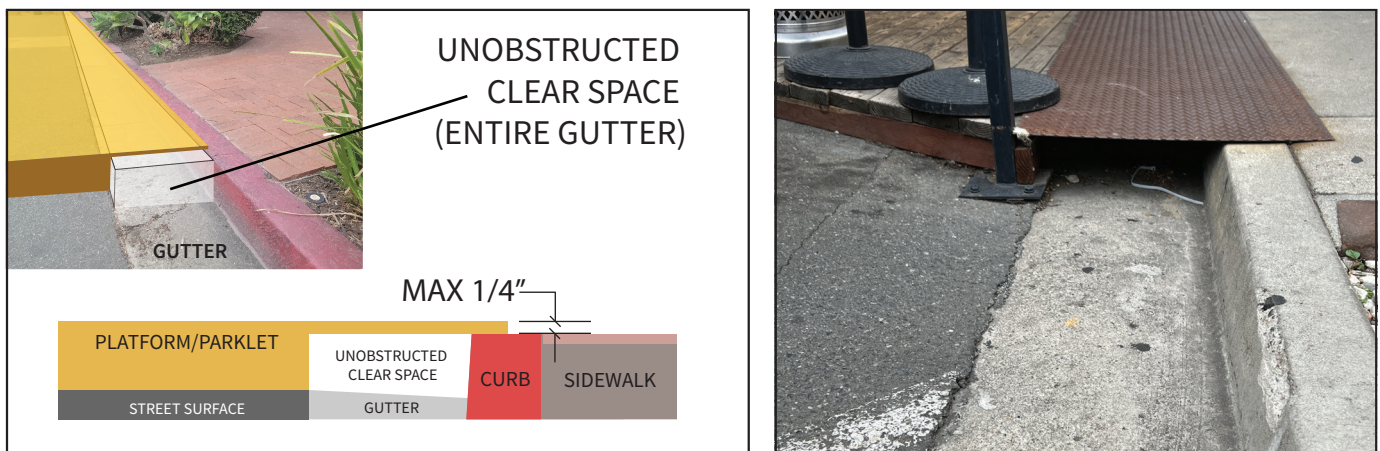 UNOBSTRUCTED
CLEAR SPACE
(ENTIRE GUTTER)
GUTTER
MAX 1/4″
PLATFORM/PARKLET
UNOBSTRUCTED
CLEAR SPACE
CURB
SIDEWALK
STREET SURFACE
GUTTER